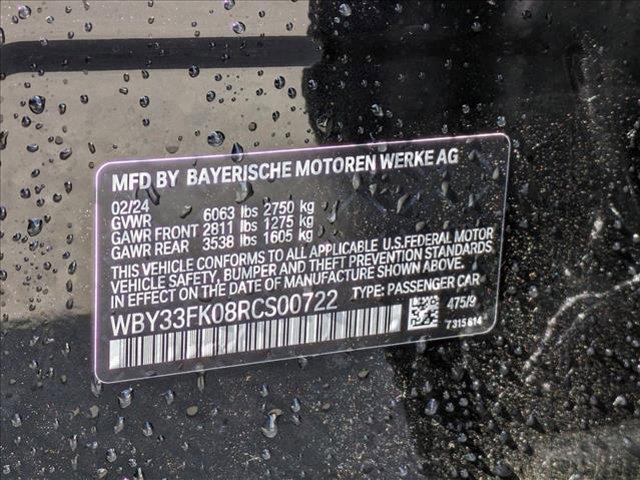 MFD BY BAYERISCHE MOTOREN WERKE AG
02/24
GVWR 6063 lbs 2750 kg
GAWR FRONT 2811 lbs 1275 kg
GAWR REAR 3538 lbs 1605 kg
THIS VEHICLE CONFORMS TO ALL APPLICABLE U.S.FEDERAL MOTOR
VEHICLE SAFETY, BUMPER AND THEFT PREVENTION STANDARDS
IN EFFECT ON THE DATE OF MANUFACTURE SHOWN ABOVE.
WBY33FK08RCS00722 TYPE: PASSENGER CAR
475/9
7315614